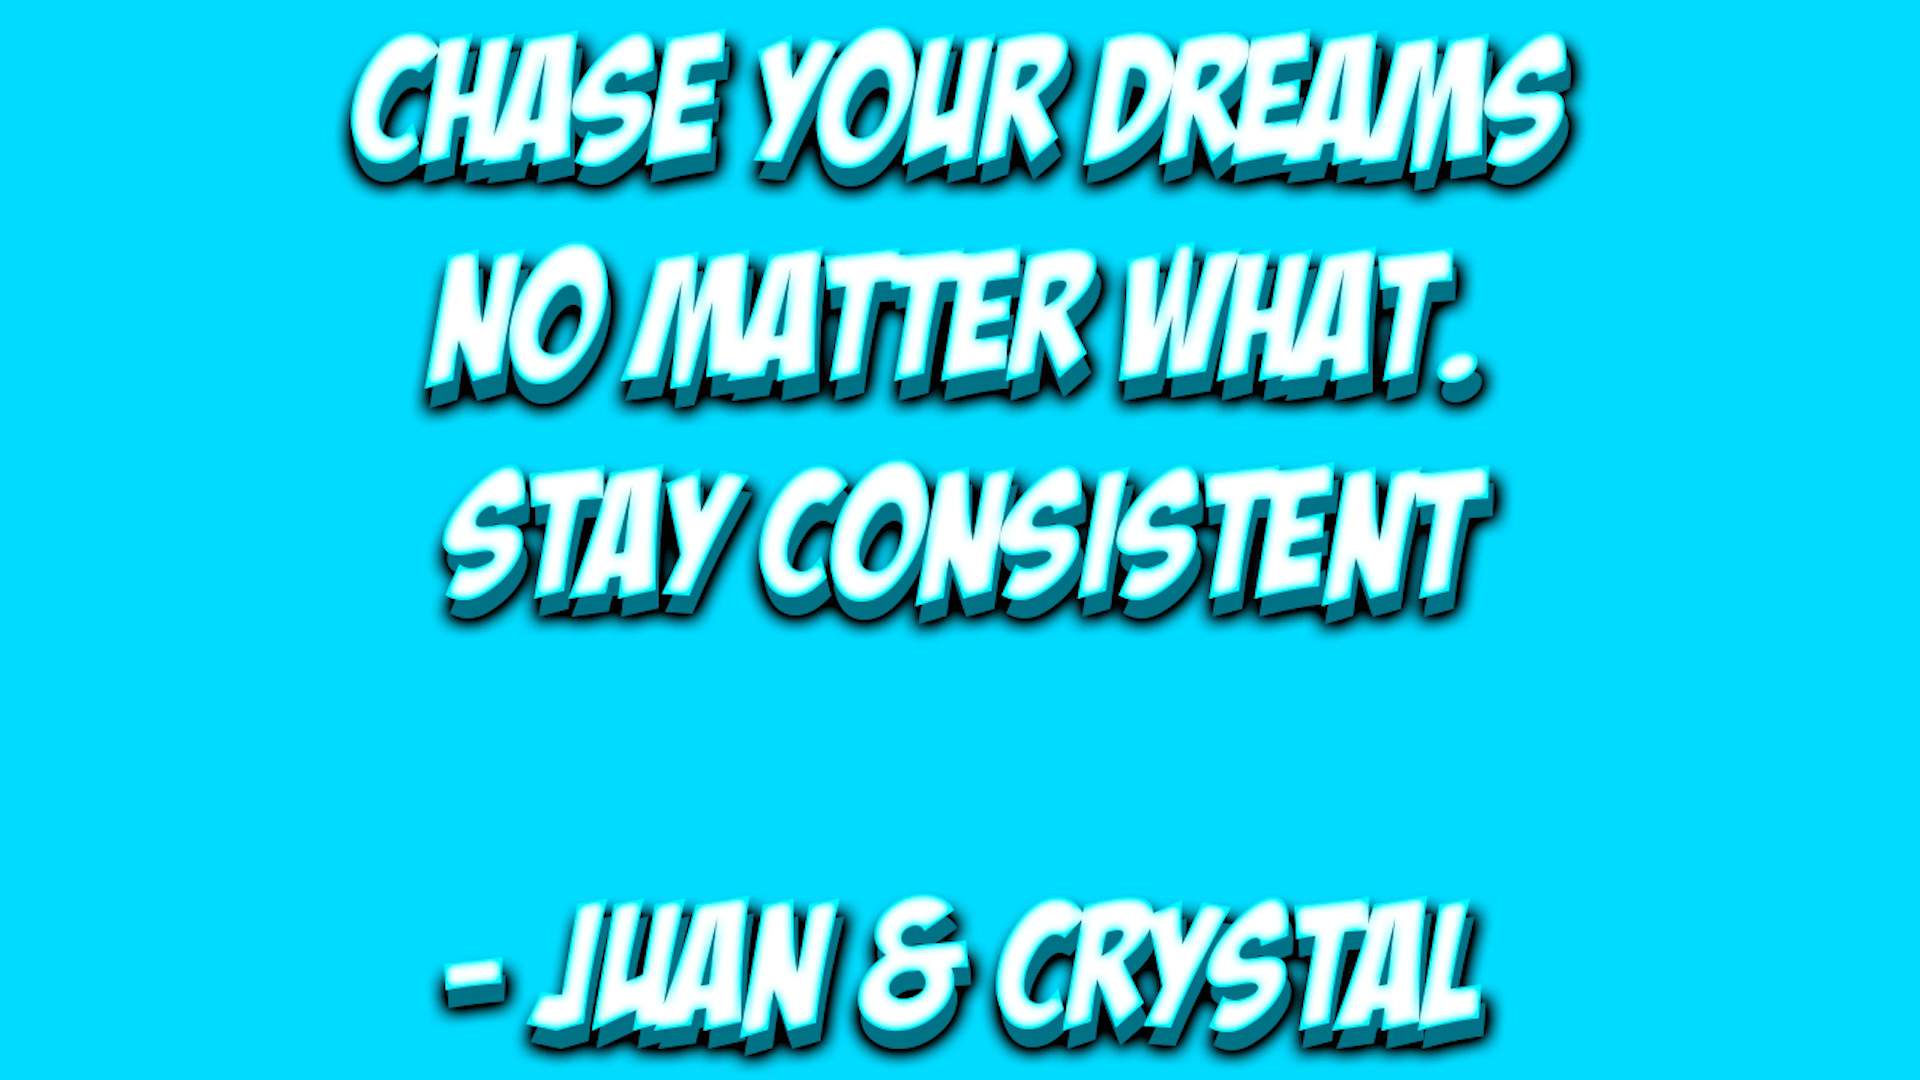 CHASE YOUR DREAMS
NO MATTER WHAT.
STAY CONSISTENT
- JUAN & CRYSTAL